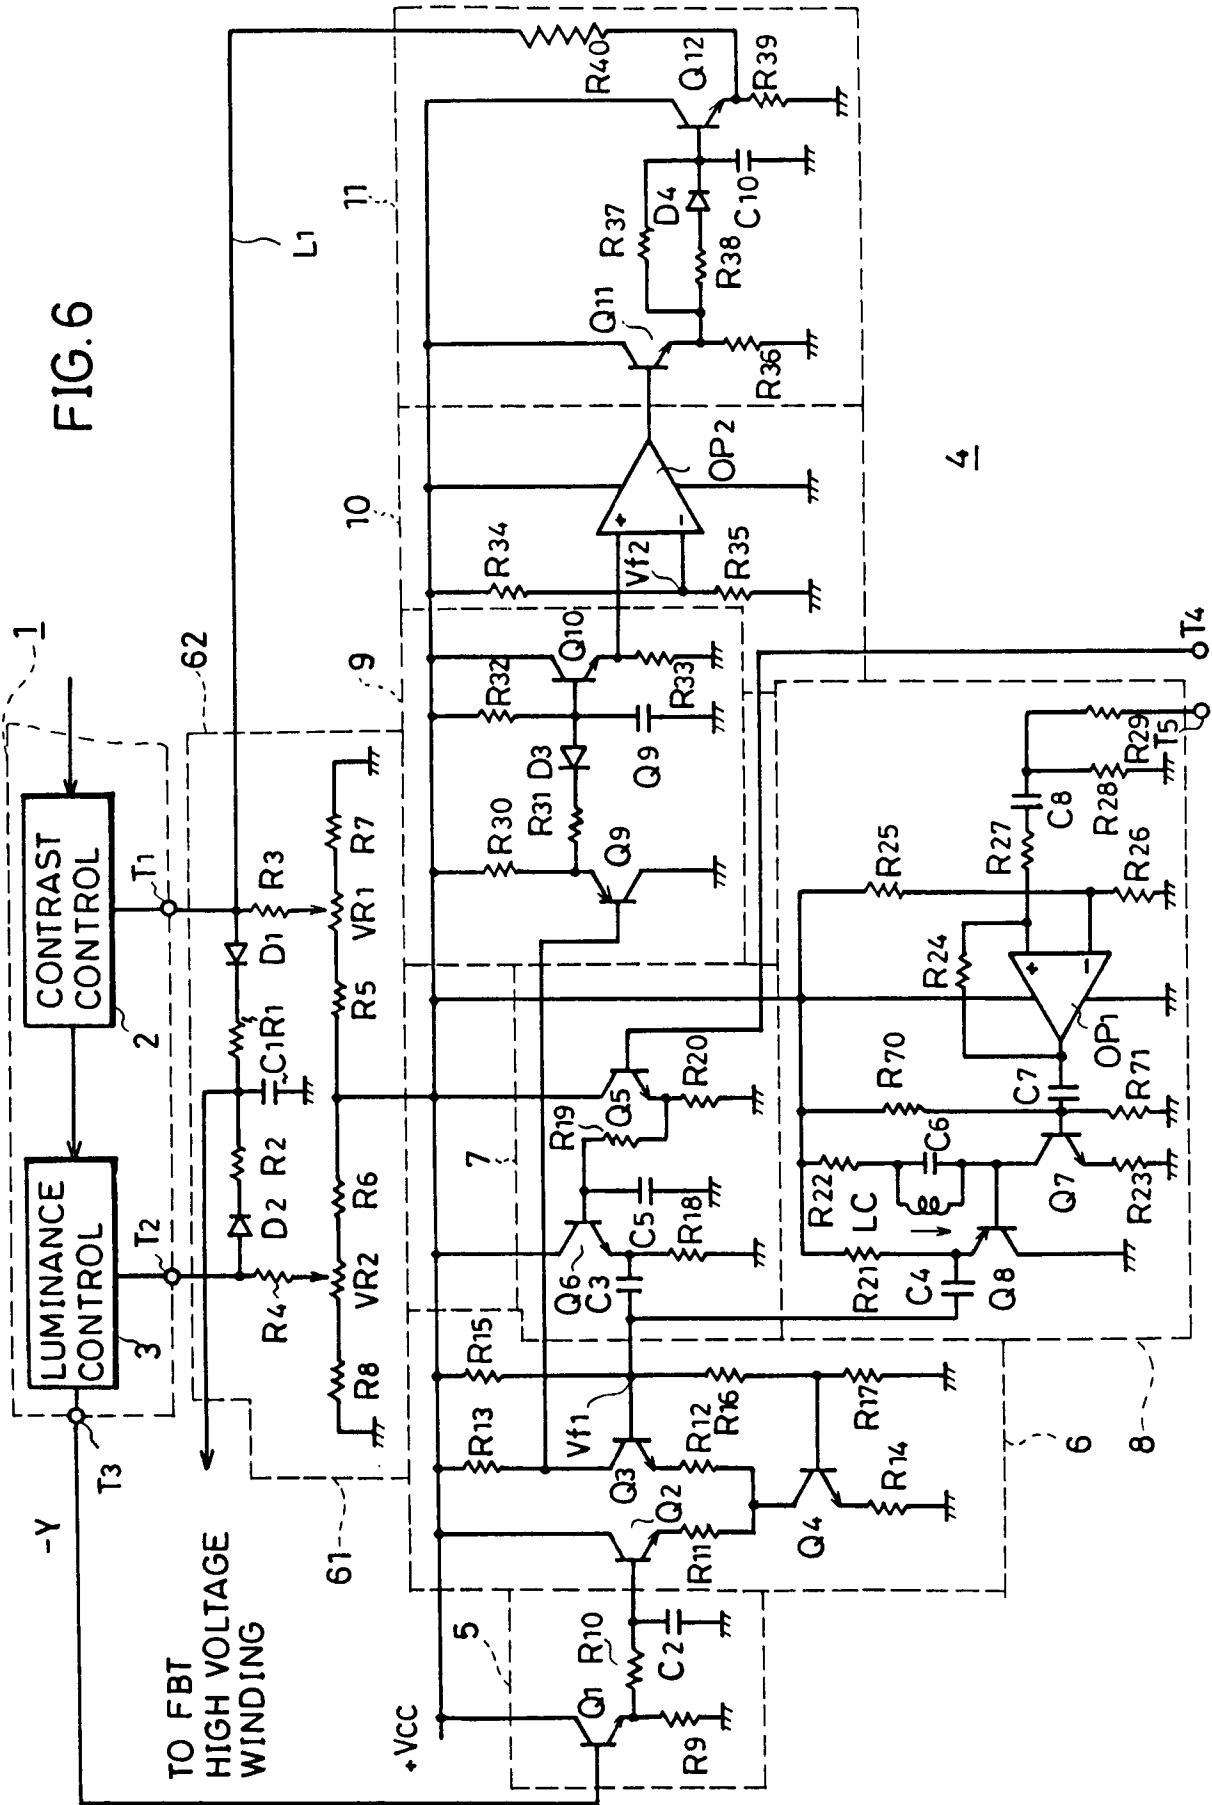 FIG.6
1
CONTRAST
CONTROL
2
LUMINANCE
CONTROL
3
T1
T2
T3
-Y
62
61
R3
D1
R1
C1
R2
D2
R4
R7
VR1
R5
R6
VR2
R8
L1
TO FBT
HIGH VOLTAGE
WINDING
+VCC
4
5
Q1
R10
C2
R9
6
R15
R13
Vf1
Q3
R12
R16
R17
Q2
R11
Q4
R14
7
R19
Q5
R20
Q6
C5
R18
C3
8
R25
R27
C8
R29
R28
T5
T4
R26
R24
OP1
R70
C7
R71
C6
R22
LC
Q7
R23
R21
C4
Q8
9
Q10
R32
R33
D3
Q9
R31
R30
Q9
10
R34
Vf2
+
-
OP2
R35
+
-
11
R40
Q12
R39
R37
D4
C10
R38
Q11
R36